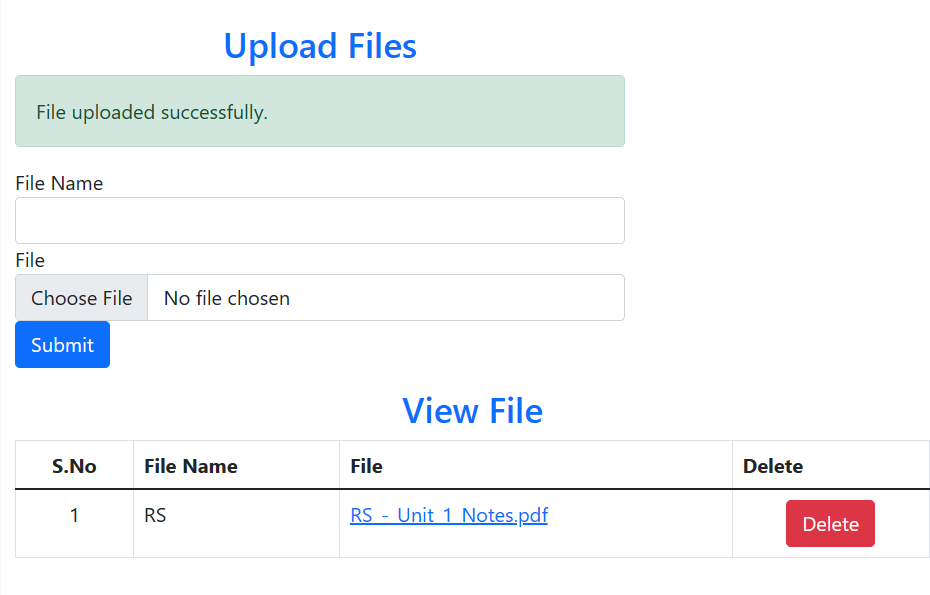 Upload Files
File uploaded successfully.
File Name
File
Choose File No file chosen
Submit
View File
S.No File Name File Delete
1 RS RS_-_Unit_1_Notes.pdf Delete